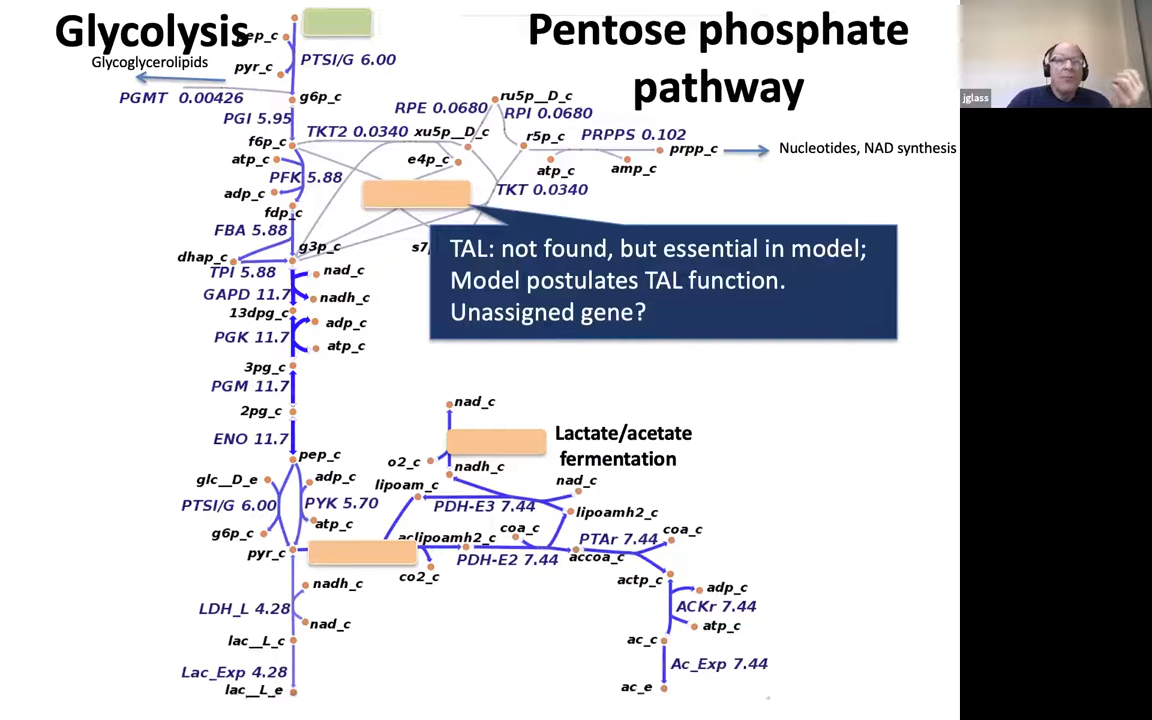 Glycolysis
Pentose phosphate
pathway
pep_c
PTSI/G 6.00
pyr_c
Glycoglycerolipids
PGMT 0.00426
g6p_c
PGI 5.95
RPE 0.0680
ru5p__D_c
RPI 0.0680
TKT2 0.0340
xu5p__D_c
r5p_c
PRPPS 0.102
f6p_c
prpp_c
Nucleotides, NAD synthesis
atp_c
e4p_c
atp_c
amp_c
PFK 5.88
TKT 0.0340
adp_c
fdp_c
FBA 5.88
g3p_c
s7
dhap_c
TPI 5.88
TAL: not found, but essential in model;
Model postulates TAL function.
Unassigned gene?
nad_c
GAPD 11.7
nadh_c
13dpg_c
adp_c
PGK 11.7
atp_c
3pg_c
PGM 11.7
2pg_c
ENO 11.7
pep_c
nad_c
Lactate/acetate
fermentation
o2_c
nadh_c
glc__D_e
adp_c
lipoam_c
nad_c
PTSI/G 6.00
PYK 5.70
PDH-E3 7.44
lipoamh2_c
g6p_c
atp_c
coa_c
PTAr 7.44
coa_c
aclipoamh2_c
pyr_c
PDH-E2 7.44
accoa_c
co2_c
actp_c
nadh_c
adp_c
LDH_L 4.28
ACKr 7.44
nad_c
atp_c
lac__L_c
ac_c
Lac_Exp 4.28
Ac_Exp 7.44
lac__L_e
ac_e
jglass